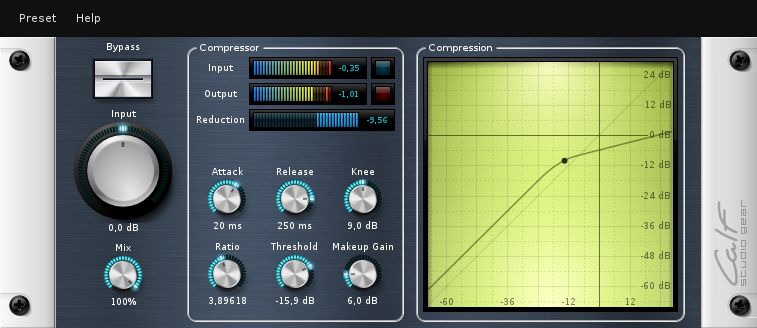 Preset Help
Bypass
Input
0,0 dB
Mix
100%
Compressor
Input -0,35
Output -1,01
Reduction -9,56
Attack Release Knee
20 ms 250 ms 9,0 dB
Ratio Threshold Makeup Gain
3,89618 -15,9 dB 6,0 dB
Compression
24 dB
12 dB
0 dB
-12 dB
-24 dB
-36 dB
-48 dB
-60 dB
-60 -36 -12 12
Calf
studio gear